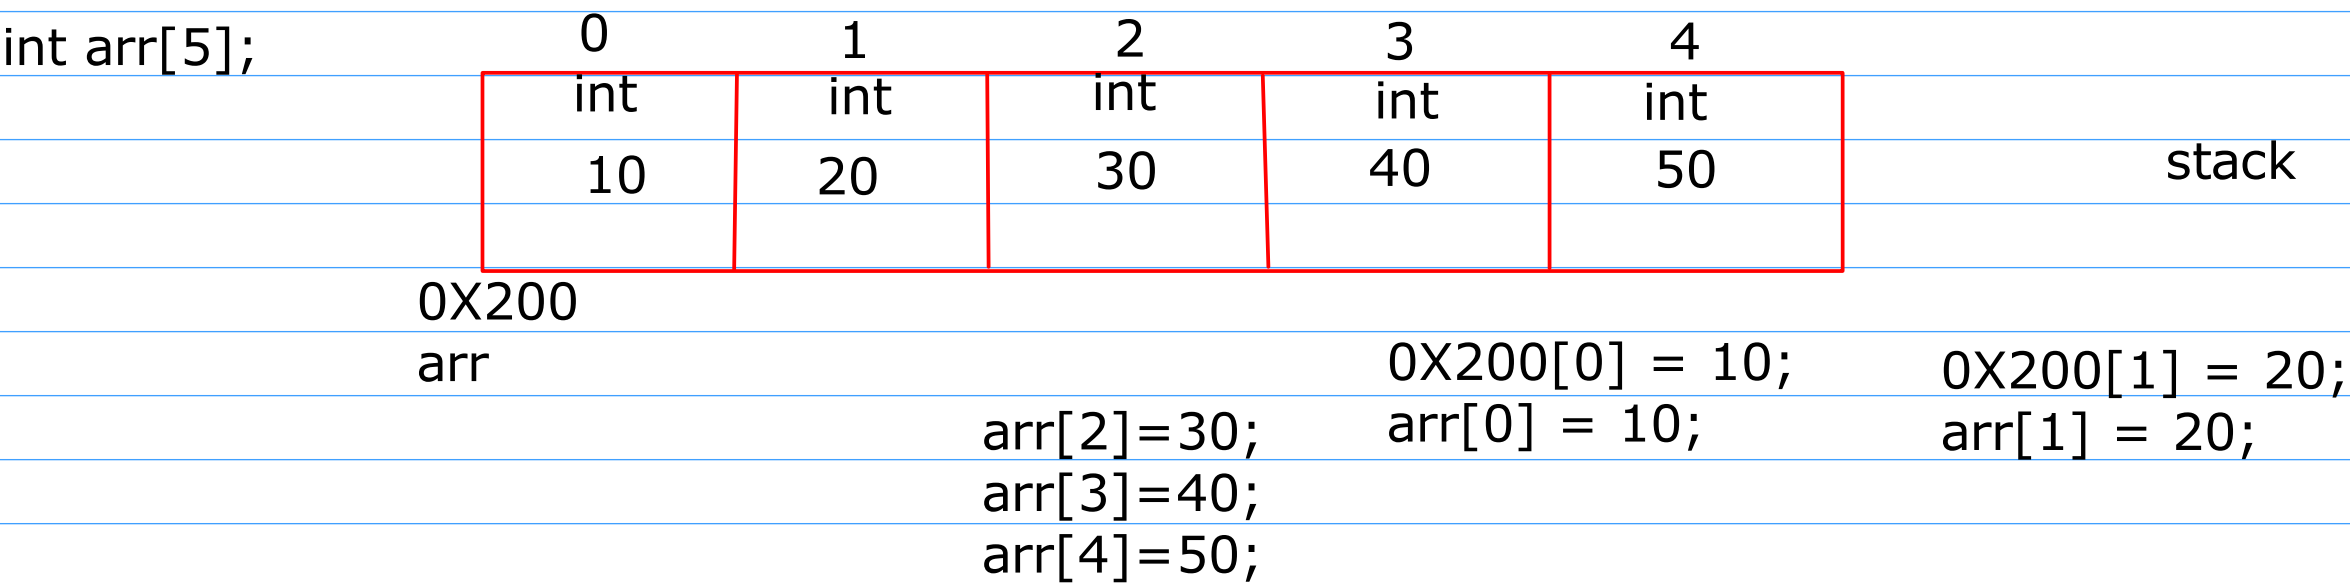 int arr[5];
0 1 2 3 4
int int int int int
10 20 30 40 50
stack
0X200
arr
0X200[0] = 10;
arr[0] = 10;
0X200[1] = 20;
arr[1] = 20;
arr[2]=30;
arr[3]=40;
arr[4]=50;